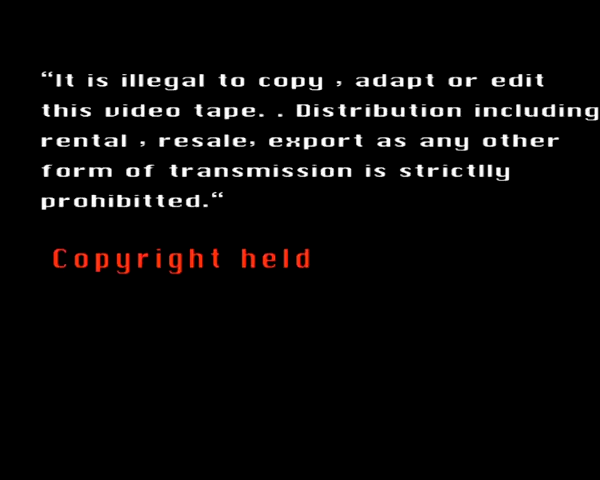 “It is illegal to copy , adapt or edit
this video tape. . Distribution including
rental , resale, export as any other
form of transmission is strictlly
prohibitted.“
Copyright held